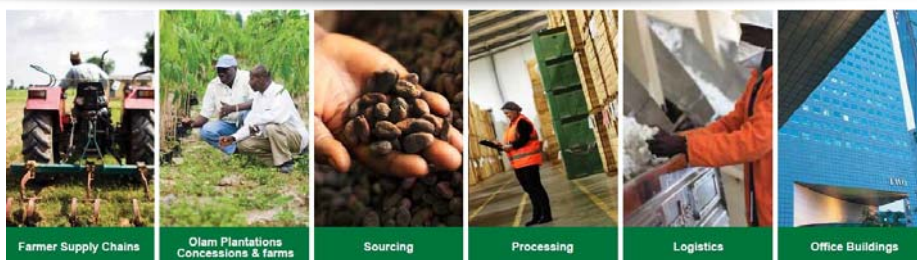 Farmer Supply Chains
Olam Plantations
Concessions & farms
Sourcing
Processing
Logistics
Office Buildings